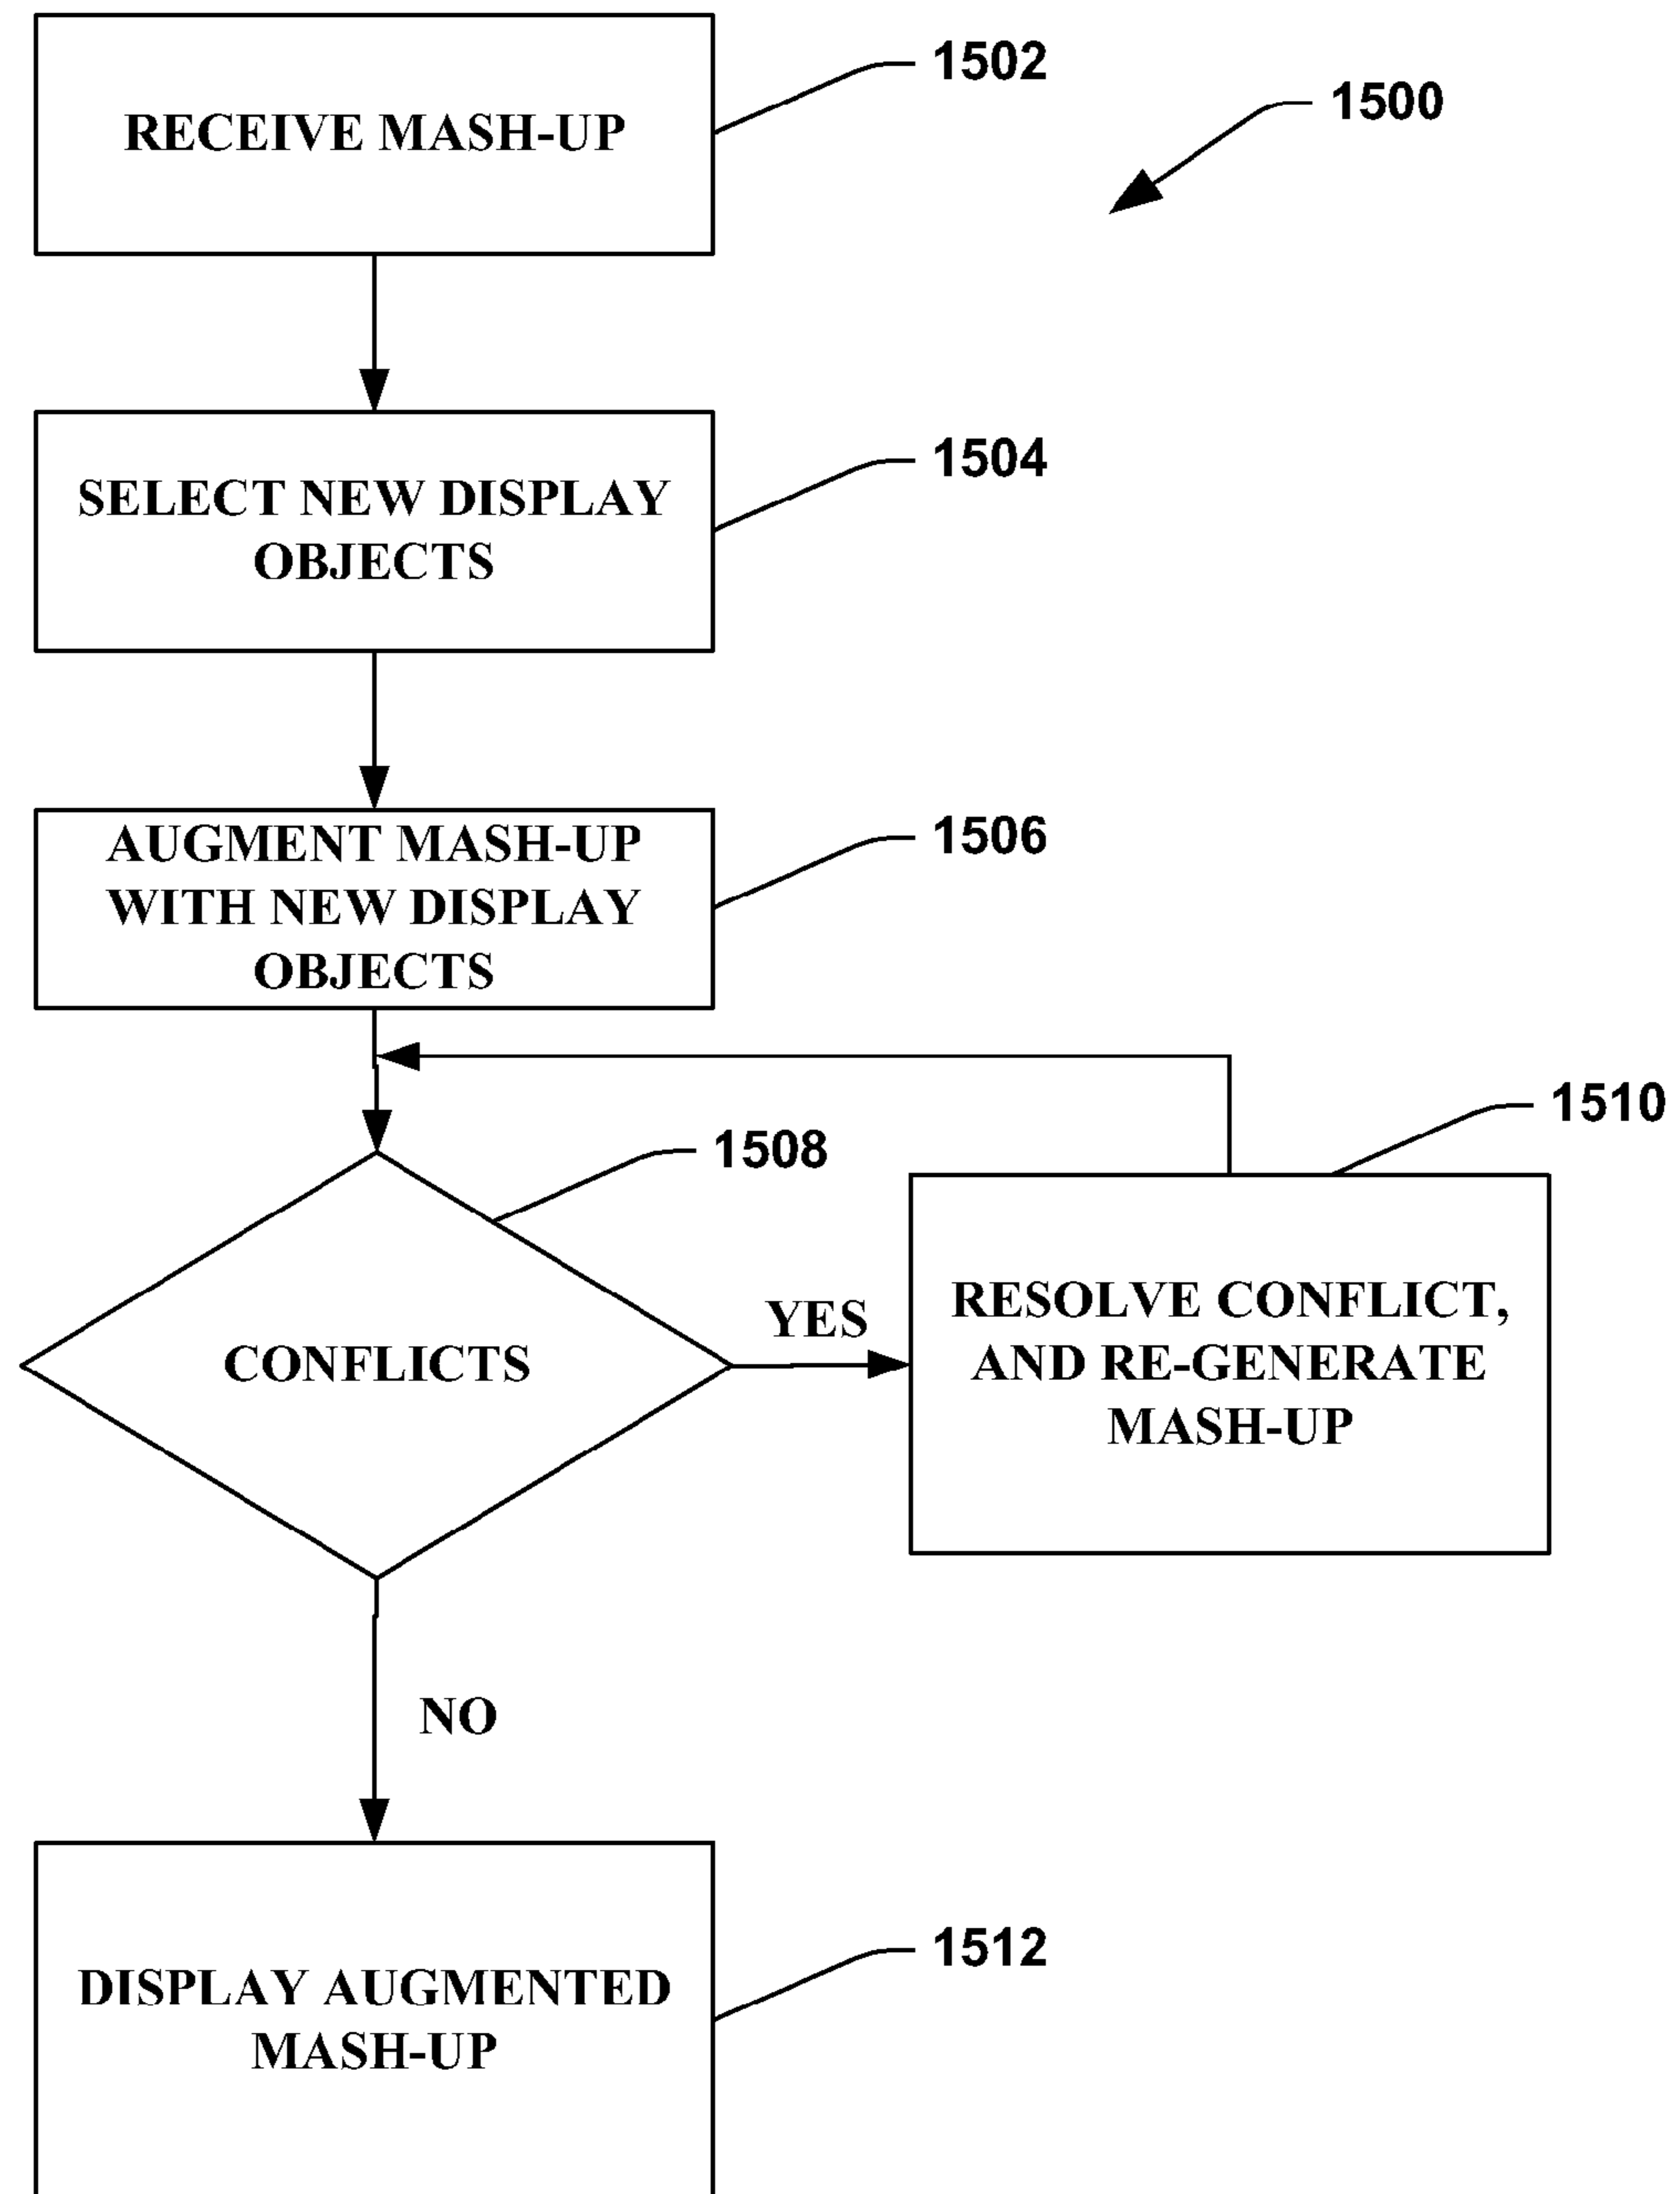 1502
1500
RECEIVE MASH-UP
1504
SELECT NEW DISPLAY
OBJECTS
1506
AUGMENT MASH-UP
WITH NEW DISPLAY
OBJECTS
1510
1508
YES
RESOLVE CONFLICT,
AND RE-GENERATE
MASH-UP
CONFLICTS
NO
1512
DISPLAY AUGMENTED
MASH-UP